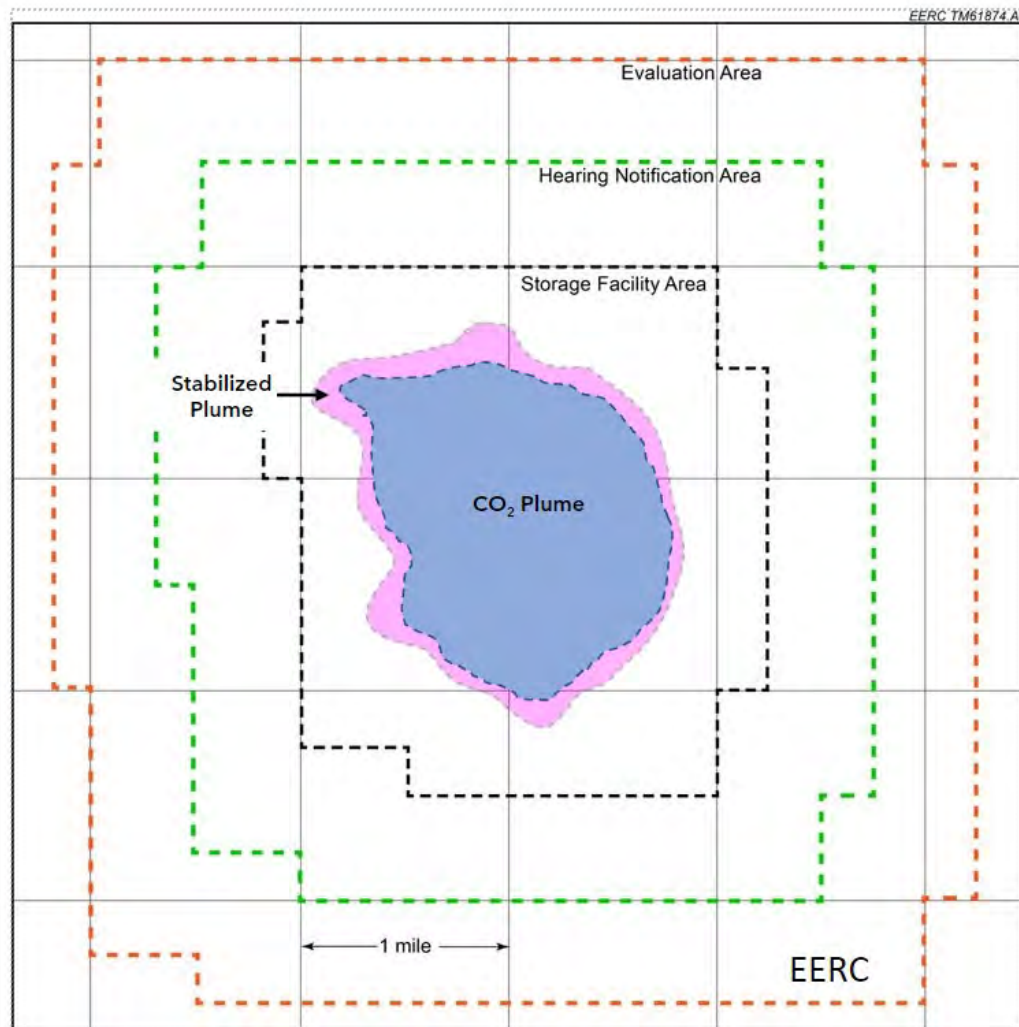 EERC TM61874.A
Evaluation Area
Hearing Notification Area
Storage Facility Area
Stabilized
Plume
CO₂ Plume
1 mile
EERC